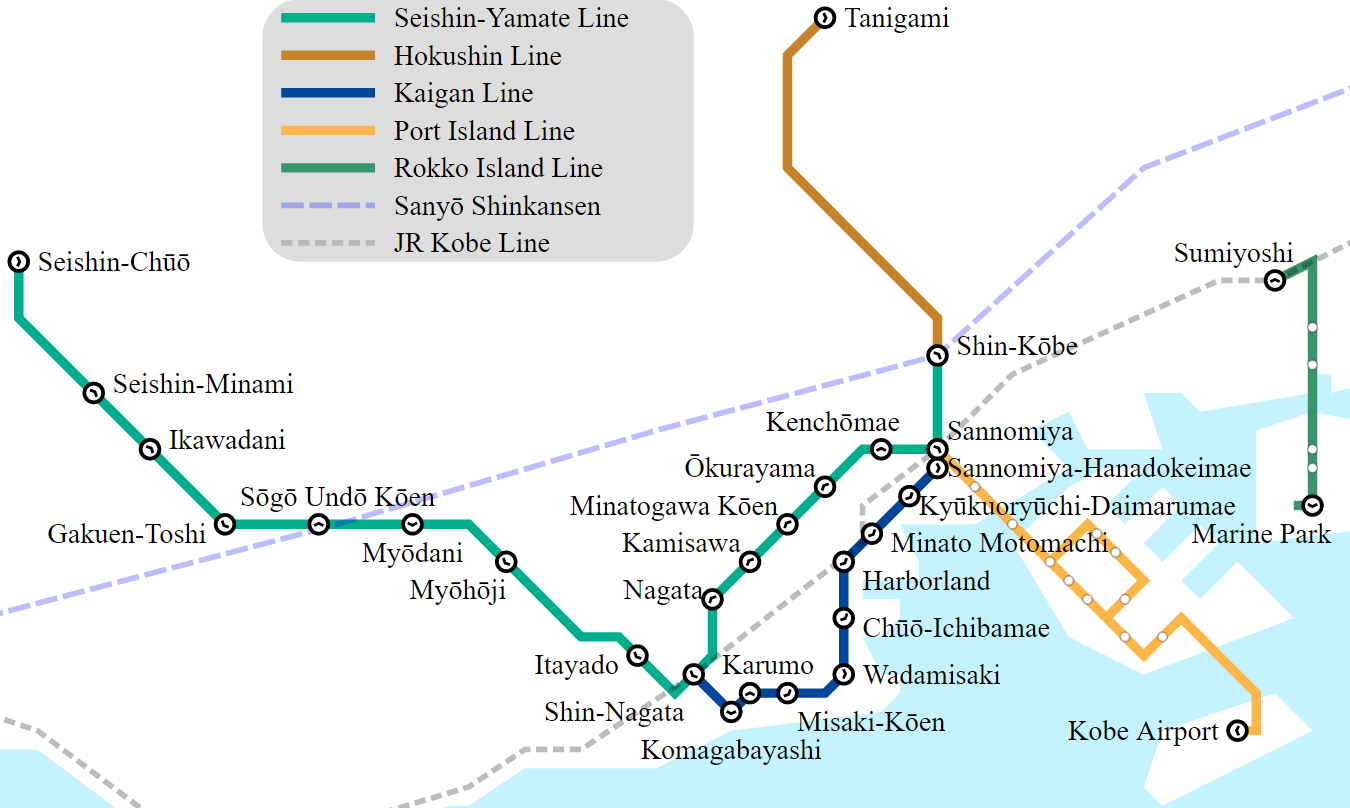 Seishin-Yamate Line
Hokushin Line
Kaigan Line
Port Island Line
Rokko Island Line
Sanyō Shinkansen
JR Kobe Line
Tanigami
Seishin-Chūō
Sumiyoshi
Shin-Kōbe
Seishin-Minami
Kenchōmae
Sannomiya
Ikawadani
Ōkurayama
Sannomiya-Hanadokeimae
Sōgō Undō Kōen
Minatogawa Kōen
Kyūkuoryūchi-Daimarumae
Gakuen-Toshi
Marine Park
Kamisawa
Minato Motomachi
Myōdani
Harborland
Myōhōji
Nagata
Chūō-Ichibamae
Itayado
Karumo
Wadamisaki
Shin-Nagata
Misaki-Kōen
Kobe Airport
Komagabayashi